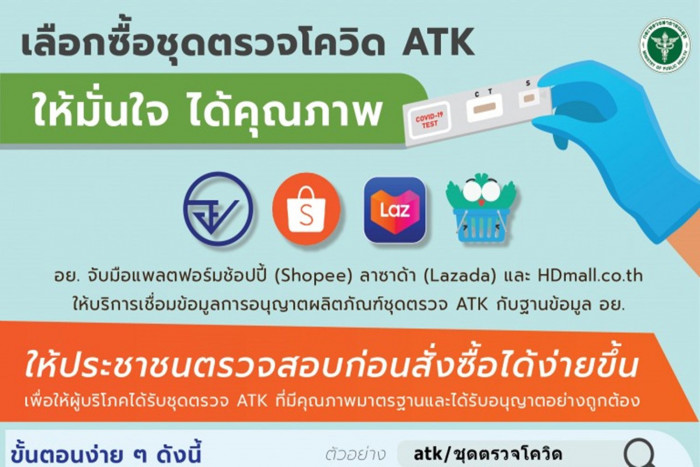 เลือกซื้อชุดตรวจโควิด ATK
ให้มั่นใจ ได้คุณภาพ
COVID-19
TEST
C T
S
S
Laz
อย. จับมือแพลตฟอร์มช้อปปี้ (Shopee) ลาซาด้า (Lazada) และ HDmall.co.th
ให้บริการเชื่อมข้อมูลการอนุญาตผลิตภัณฑ์ชุดตรวจ ATK กับฐานข้อมูล อย.
ให้ประชาชนตรวจสอบก่อนสั่งซื้อได้ง่ายขึ้น
เพื่อให้ผู้บริโภคได้รับชุดตรวจ ATK ที่มีคุณภาพมาตรฐานและได้รับอนุญาตอย่างถูกต้อง
ขั้นตอนง่าย ๆ ดังนี้
ตัวอย่าง atk/ชุดตรวจโควิด